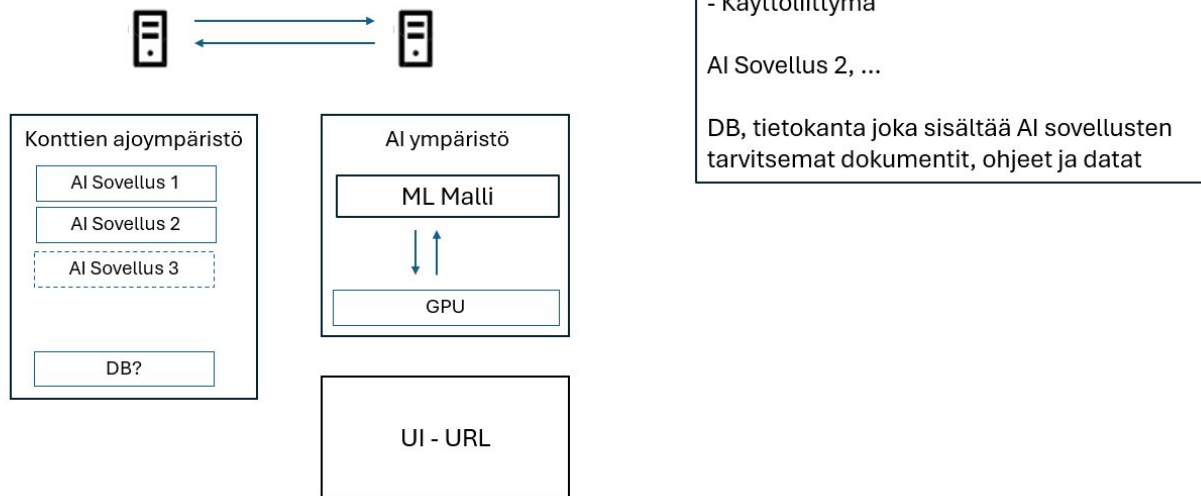 Konttien ajoympäristö
AI Sovellus 1
AI Sovellus 2
AI Sovellus 3
DB?
AI ympäristö
ML Malli
GPU
UI - URL
- Käyttöliittymä
AI Sovellus 2, ...
DB, tietokanta joka sisältää AI sovellusten
tarvitsemat dokumentit, ohjeet ja datat